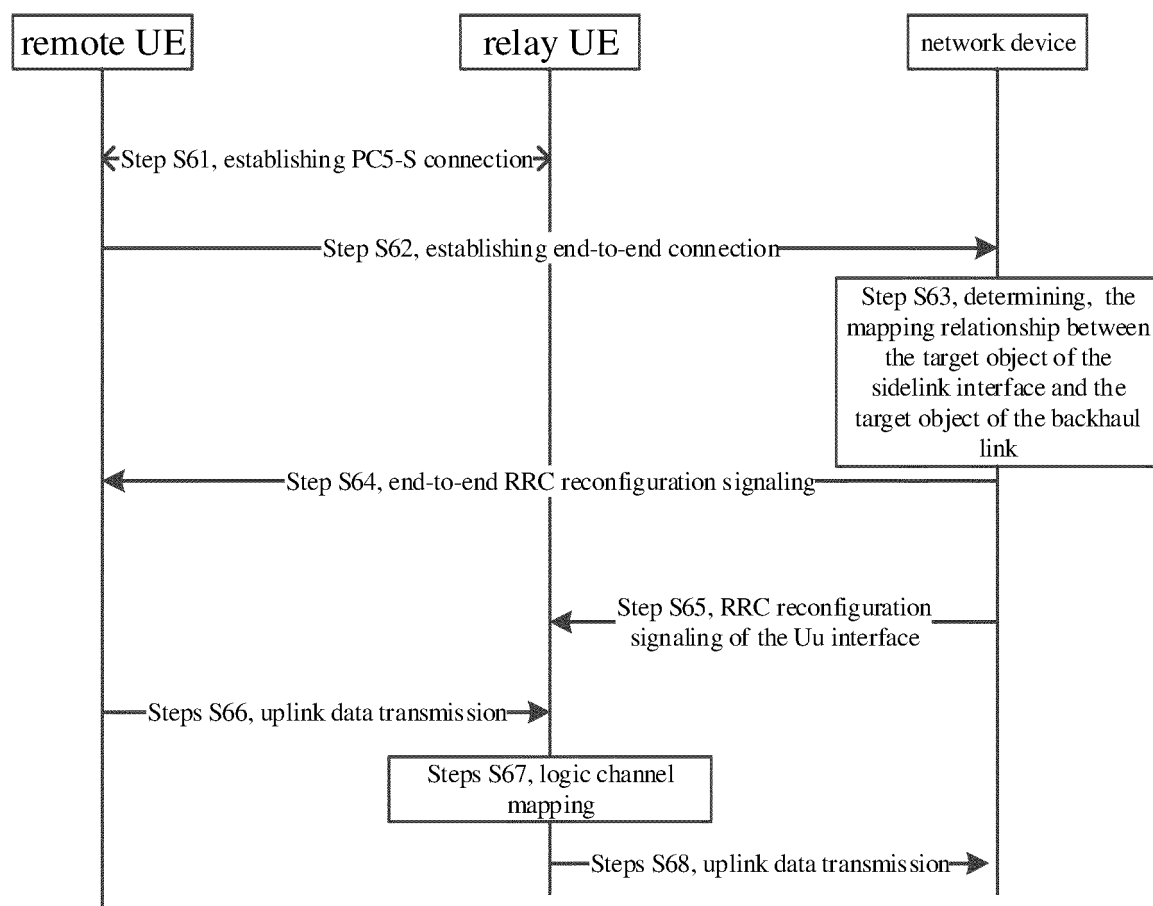 remote UE
relay UE
network device
Step S61, establishing PC5-S connection
Step S62, establishing end-to-end connection
Step S63, determining, the
mapping relationship between
the target object of the
sidelink interface and the
target object of the backhaul
link
Step S64, end-to-end RRC reconfiguration signaling
Step S65, RRC reconfiguration
signaling of the Uu interface
Steps S66, uplink data transmission
Steps S67, logic channel
mapping
Steps S68, uplink data transmission